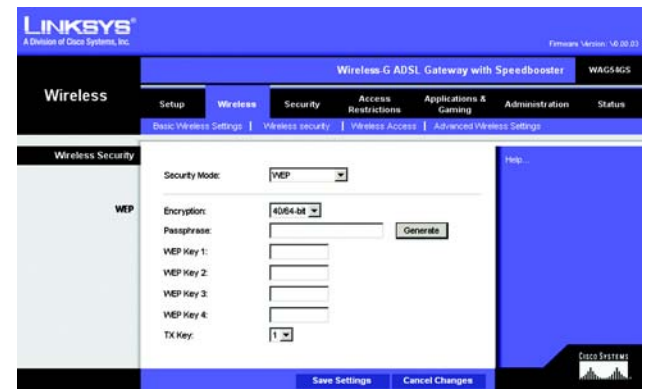 LINKSYS®
A Division of Cisco Systems, Inc.
Firmware Version: V0.00.03
Wireless-G ADSL Gateway with Speedbooster WAG54GS
Wireless
Setup Wireless Security Access Restrictions Applications & Gaming Administration Status
Basic Wireless Settings | Wireless security | Wireless Access | Advanced Wireless Settings
Wireless Security
Help...
Security Mode: WEP
WEP
Encryption: 40/64-bit
Passphrase: Generate
WEP Key 1:
WEP Key 2:
WEP Key 3:
WEP Key 4:
TX Key: 1
Save Settings Cancel Changes
CISCO SYSTEMS